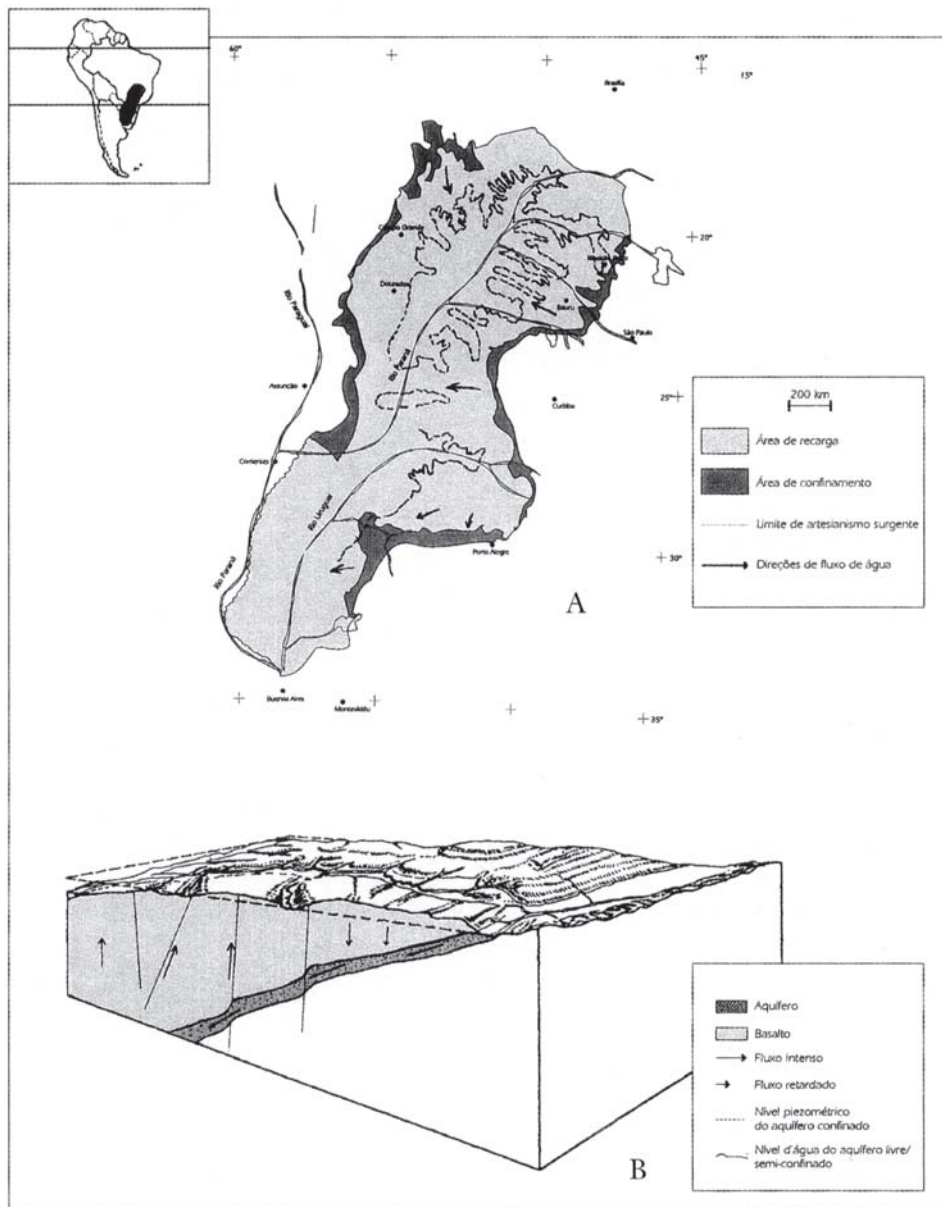 60°
45°
15°
Brasília
Campo Grande
20°
Ribeirão Preto
Dourados
Bauru
Rio Paraguai
São Paulo
Rio Paraná
Assunção
25°
Curitiba
200 km
Área de recarga
Corrientes
Área de confinamento
Rio Uruguai
Limite de artesianismo surgente
Porto Alegre
30°
Direções de fluxo de água
Rio Paraná
A
Buenos Aires
Montevidéu
35°
Aquífero
Basalto
Fluxo intenso
Fluxo retardado
Nível piezométrico
do aquífero confinado
Nível d'água do aquífero livre/
semi-confinado
B